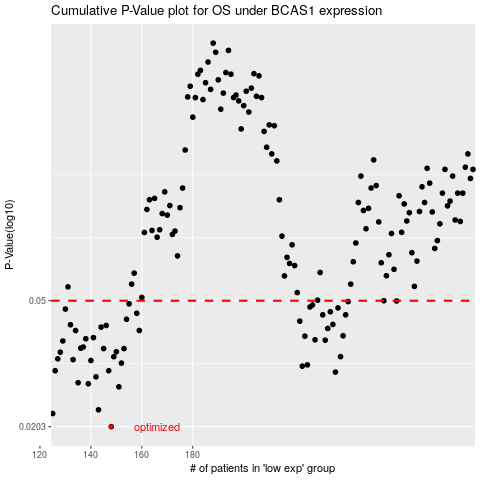 Cumulative P-Value plot for OS under BCAS1 expression
P-Value(log10)
0.05
0.0203
optimized
120 140 160 180
# of patients in 'low exp' group